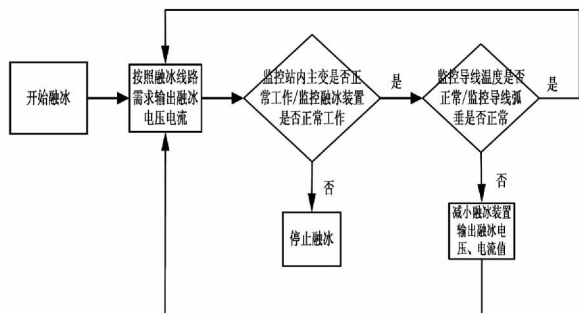 开始融冰
按照融冰线路
需求输出融冰
电压电流
监控站内主变是否正
常工作/监控融冰装置
是否正常工作
是
监控导线温度是否
正常/监控导线弧
垂是否正常
是
否
停止融冰
否
减小融冰装置
输出融冰电
压、电流值